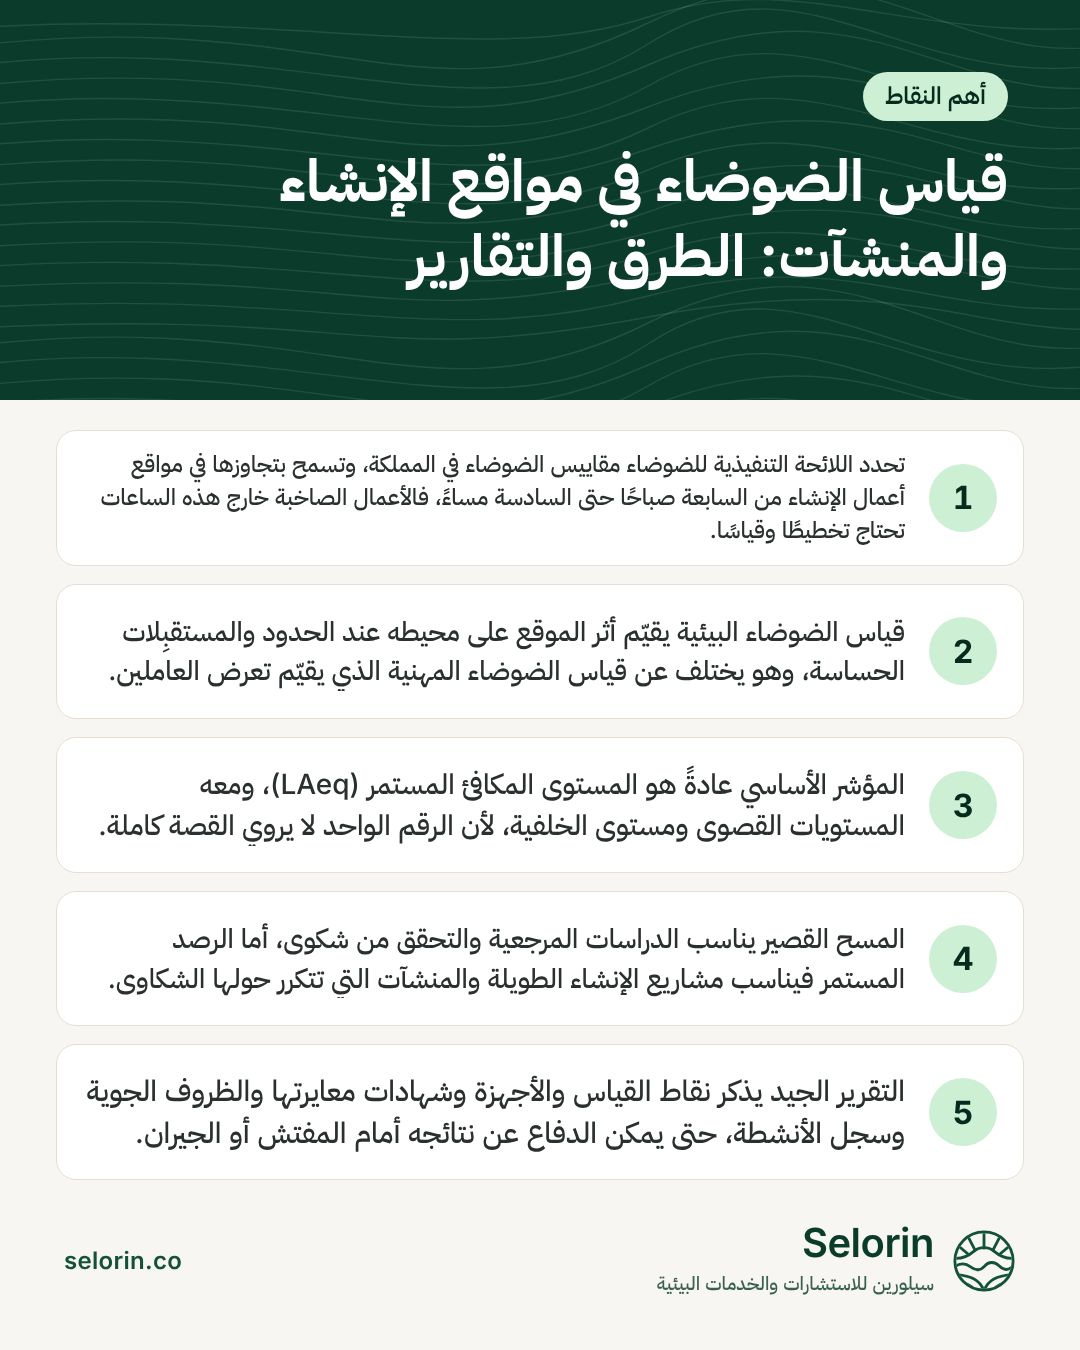 أهم النقاط
قياس الضوضاء في مواقع الإنشاء
والمنشآت: الطرق والتقارير
1
تحدد اللائحة التنفيذية للضوضاء مقاييس الضوضاء في المملكة، وتسمح بتجاوزها في مواقع
أعمال الإنشاء من السابعة صباحًا حتى السادسة مساءً، فالأعمال الصاخبة خارج هذه الساعات
تحتاج تخطيطًا وقياسًا.
2
قياس الضوضاء البيئية يقيّم أثر الموقع على محيطه عند الحدود والمستقبِلات
الحساسة، وهو يختلف عن قياس الضوضاء المهنية الذي يقيّم تعرض العاملين.
3
المؤشر الأساسي عادةً هو المستوى المكافئ المستمر (LAeq)، ومعه
المستويات القصوى ومستوى الخلفية، لأن الرقم الواحد لا يروي القصة كاملة.
4
المسح القصير يناسب الدراسات المرجعية والتحقق من شكوى، أما الرصد
المستمر فيناسب مشاريع الإنشاء الطويلة والمنشآت التي تتكرر حولها الشكاوى.
5
التقرير الجيد يذكر نقاط القياس والأجهزة وشهادات معايرتها والظروف الجوية
وسجل الأنشطة، حتى يمكن الدفاع عن نتائجه أمام المفتش أو الجيران.
Selorin
سيلورين للاستشارات والخدمات البيئية
selorin.co